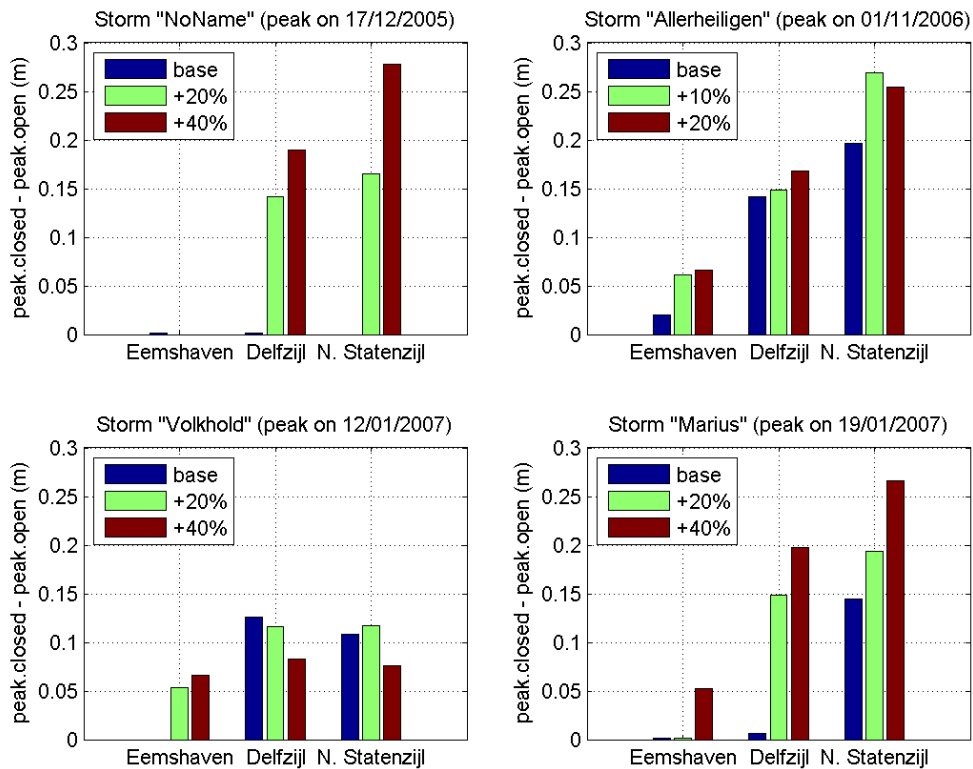 Storm "NoName" (peak on 17/12/2005)
peak.closed - peak.open (m)
0.3
0.25
0.2
0.15
0.1
0.05
0
base
+20%
+40%
Eemshaven Delfzijl N. Statenzijl
Storm "Allerheiligen" (peak on 01/11/2006)
peak.closed - peak.open (m)
0.3
0.25
0.2
0.15
0.1
0.05
0
base
+10%
+20%
Eemshaven Delfzijl N. Statenzijl
Storm "Volkhold" (peak on 12/01/2007)
peak.closed - peak.open (m)
0.3
0.25
0.2
0.15
0.1
0.05
0
base
+20%
+40%
Eemshaven Delfzijl N. Statenzijl
Storm "Marius" (peak on 19/01/2007)
peak.closed - peak.open (m)
0.3
0.25
0.2
0.15
0.1
0.05
0
base
+20%
+40%
Eemshaven Delfzijl N. Statenzijl